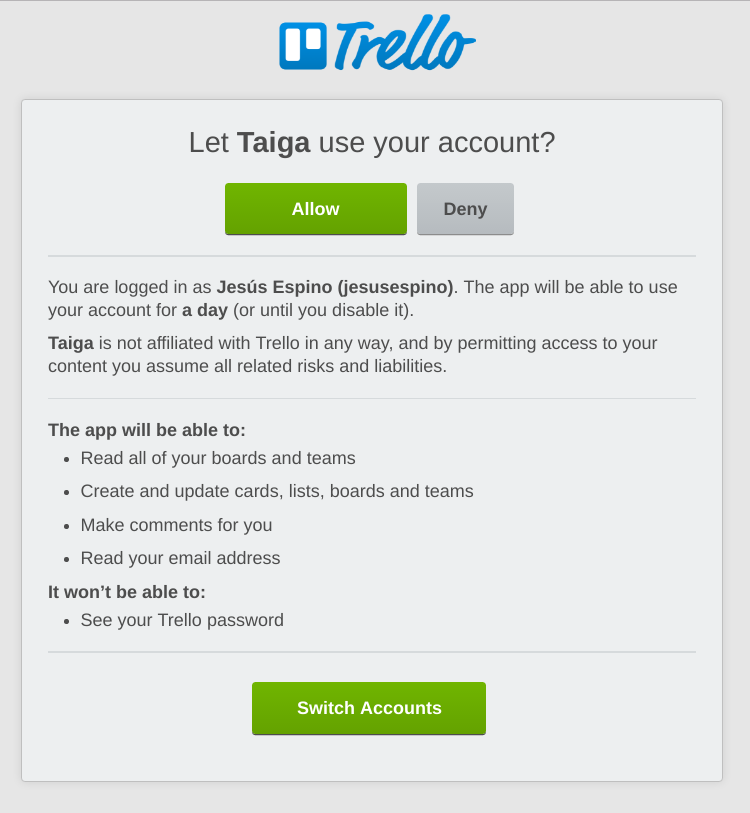 Trello
Let Taiga use your account?
Allow
Deny
You are logged in as Jesús Espino (jesusespino). The app will be able to use
your account for a day (or until you disable it).
Taiga is not affiliated with Trello in any way, and by permitting access to your
content you assume all related risks and liabilities.
The app will be able to:
• Read all of your boards and teams
• Create and update cards, lists, boards and teams
• Make comments for you
• Read your email address
It won’t be able to:
• See your Trello password
Switch Accounts